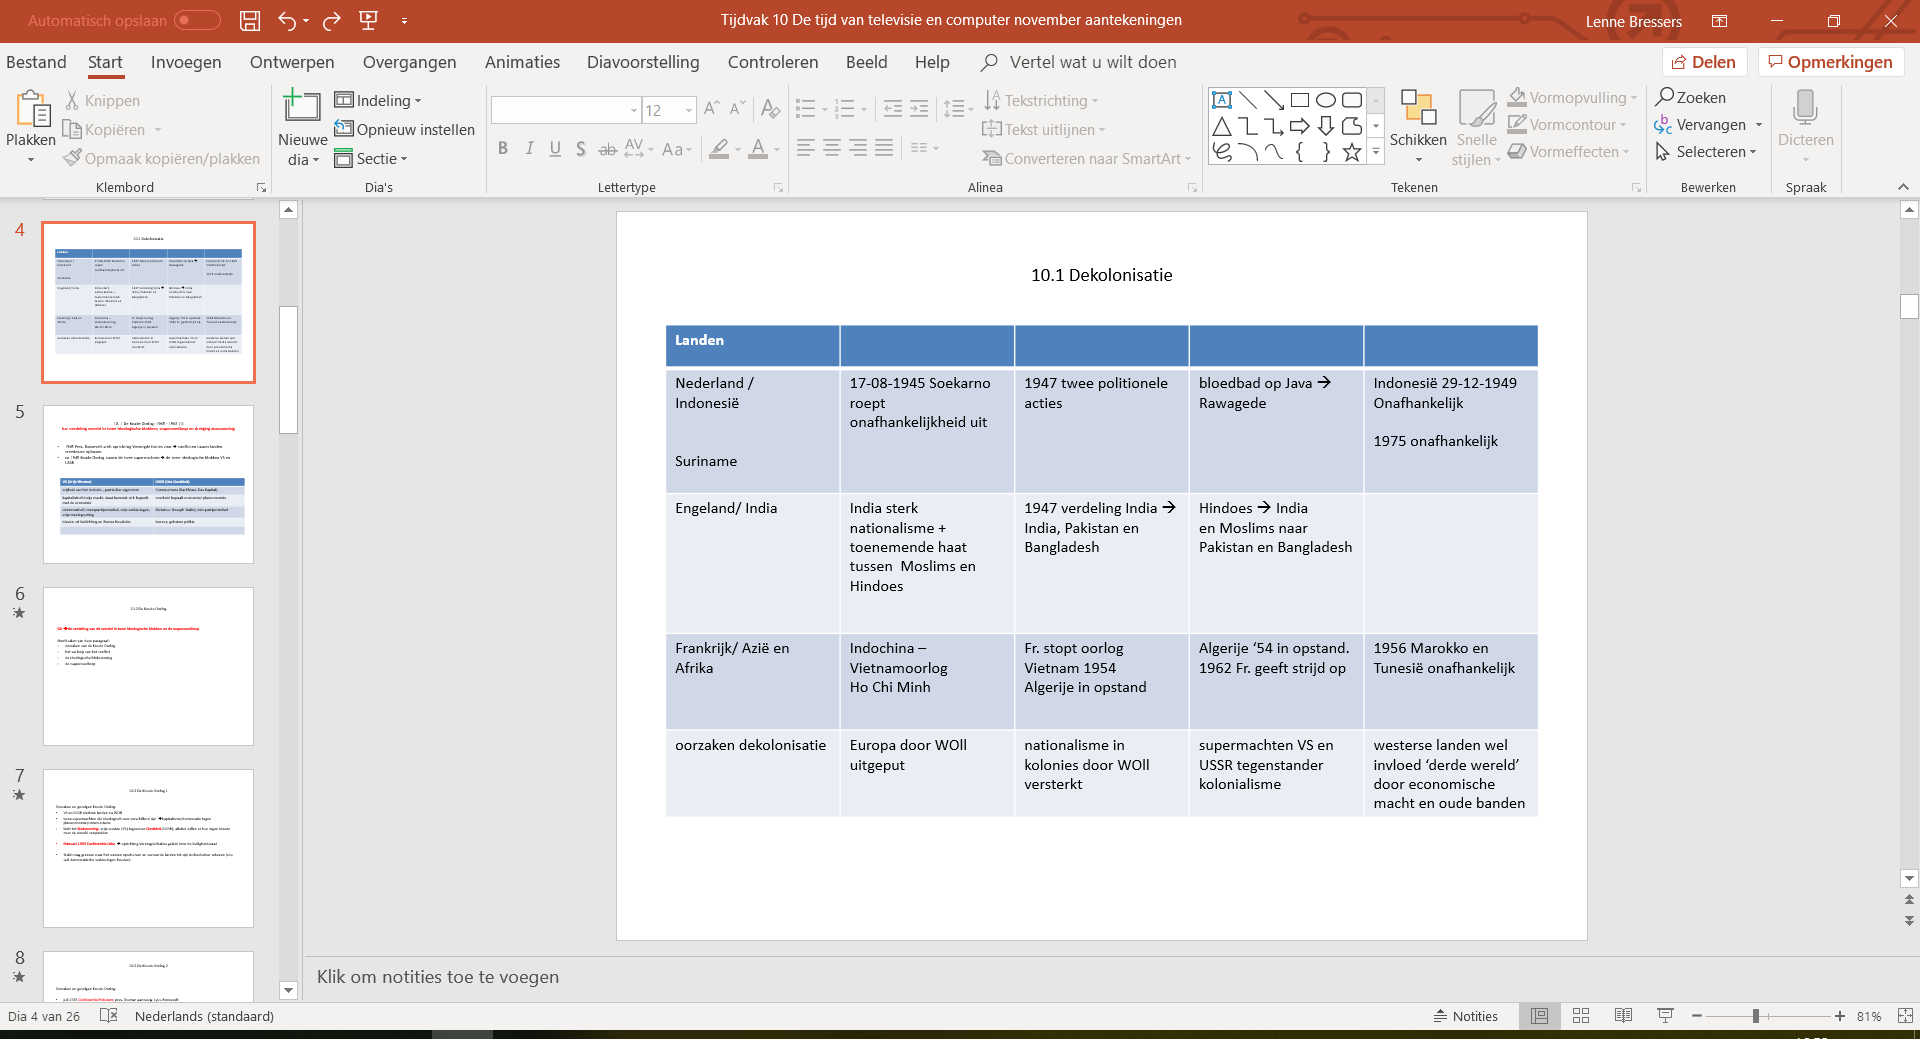 Automatisch opslaan
Tijdvak 10 De tijd van televisie en computer november aantekeningen
Lenne Bressers
Bestand Start Invoegen Ontwerpen Overgangen Animaties Diavoorstelling Controleren Beeld Help Vertel wat u wilt doen Delen Opmerkingen
Plakken
Knippen
Kopiëren
Opmaak kopiëren/plakken
Klembord
Nieuwe
dia
Indeling
Opnieuw instellen
Sectie
Dia's
12
Lettertype
Tekstrichting
Tekst uitlijnen
Converteren naar SmartArt
Alinea
Schikken
Snelle
stijlen
Vormopvulling
Vormcontour
Vormeffecten
Tekenen
Zoeken
Vervangen
Selecteren
Bewerken
Dicteren
Spraak
4
5
6
7
8
10.1 Dekolonisatie
Landen
Nederland /
Indonesië
Suriname
17-08-1945 Soekarno
roept
onafhankelijkheid uit
1947 twee politionele
acties
bloedbad op Java →
Rawagede
Indonesië 29-12-1949
Onafhankelijk
1975 onafhankelijk
Engeland/ India
India sterk
nationalisme +
toenemende haat
tussen Moslims en
Hindoes
1947 verdeling India →
India, Pakistan en
Bangladesh
Hindoes → India
en Moslims naar
Pakistan en Bangladesh
Frankrijk/ Azië en
Afrika
Indochina –
Vietnamoorlog
Ho Chi Minh
Fr. stopt oorlog
Vietnam 1954
Algerije in opstand
Algerije ‘54 in opstand.
1962 Fr. geeft strijd op
1956 Marokko en
Tunesië onafhankelijk
oorzaken dekolonisatie
Europa door WOll
uitgeput
nationalisme in
kolonies door WOll
versterkt
supermachten VS en
USSR tegenstander
kolonialisme
westerse landen wel
invloed ‘derde wereld’
door economische
macht en oude banden
Klik om notities toe te voegen
Dia 4 van 26
Nederlands (standaard)
Notities
81%